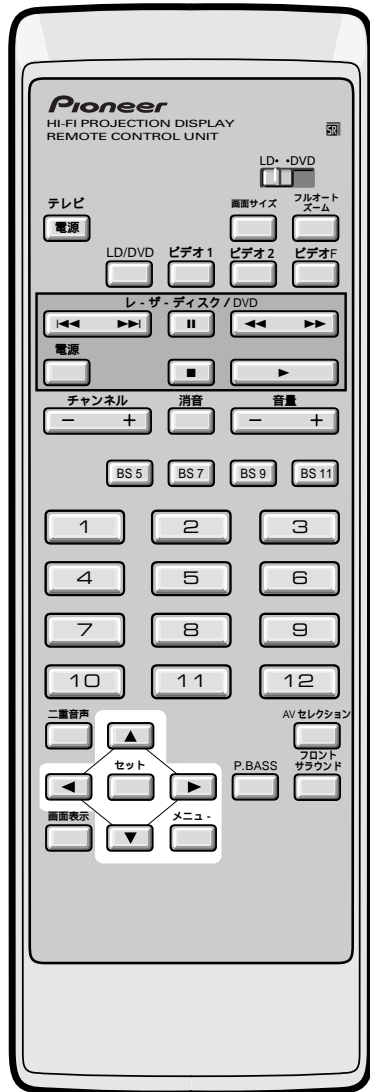 Pioneer
HI-FI PROJECTION DISPLAY
REMOTE CONTROL UNIT
SR
LD• •DVD
テレビ 画面サイズ フルオート
ズーム
電源
LD/DVD ビデオ1 ビデオ2 ビデオF
レ-ザ-ディスク/DVD
電源
チャンネル 消音 音量
− + − +
BS 5 BS 7 BS 9 BS 11
1 2 3
4 5 6
7 8 9
10 11 12
二重音声 AVセレクション
セット P.BASS フロント
サラウンド
画面表示 メニュ-